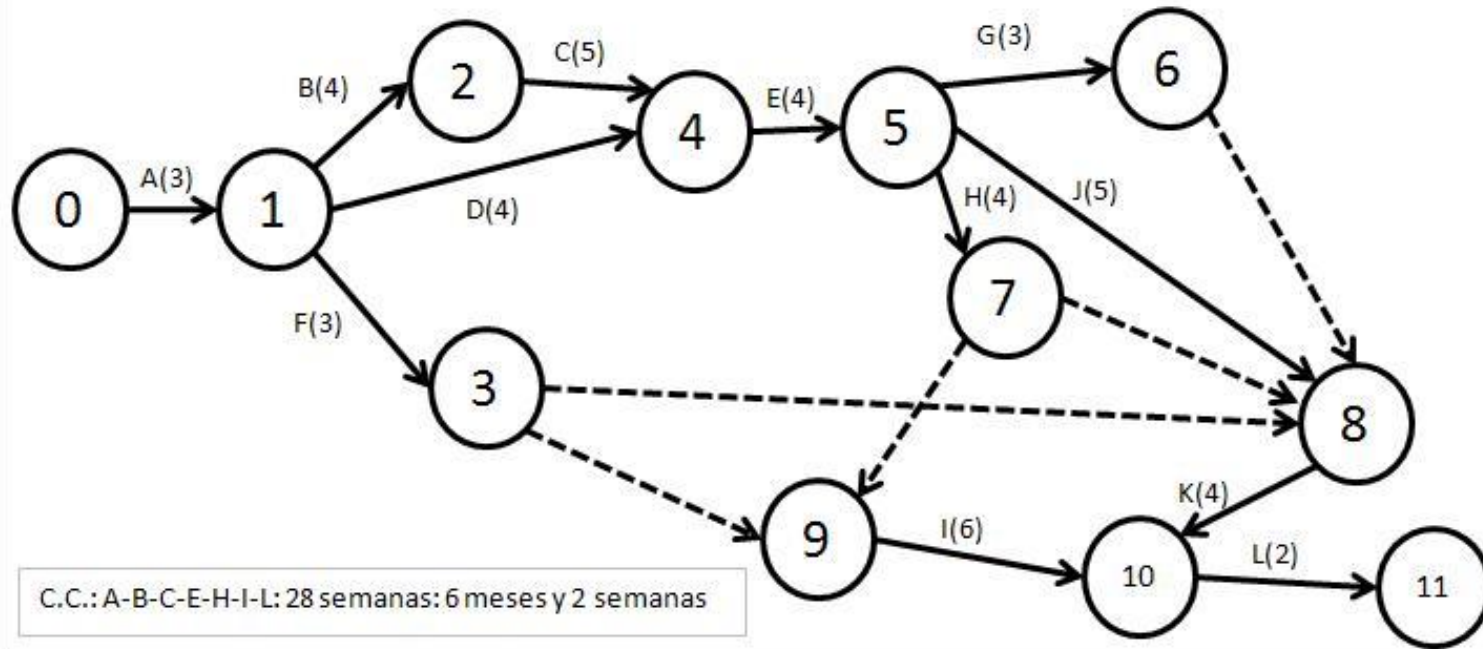 G(3)
6
C(5)
2
B(4)
E(4)
4
5
A(3)
0
1
D(4)
H(4)
J(5)
7
F(3)
3
8
K(4)
9
I(6)
10
L(2)
11
C.C.: A-B-C-E-H-I-L: 28 semanas: 6 meses y 2 semanas